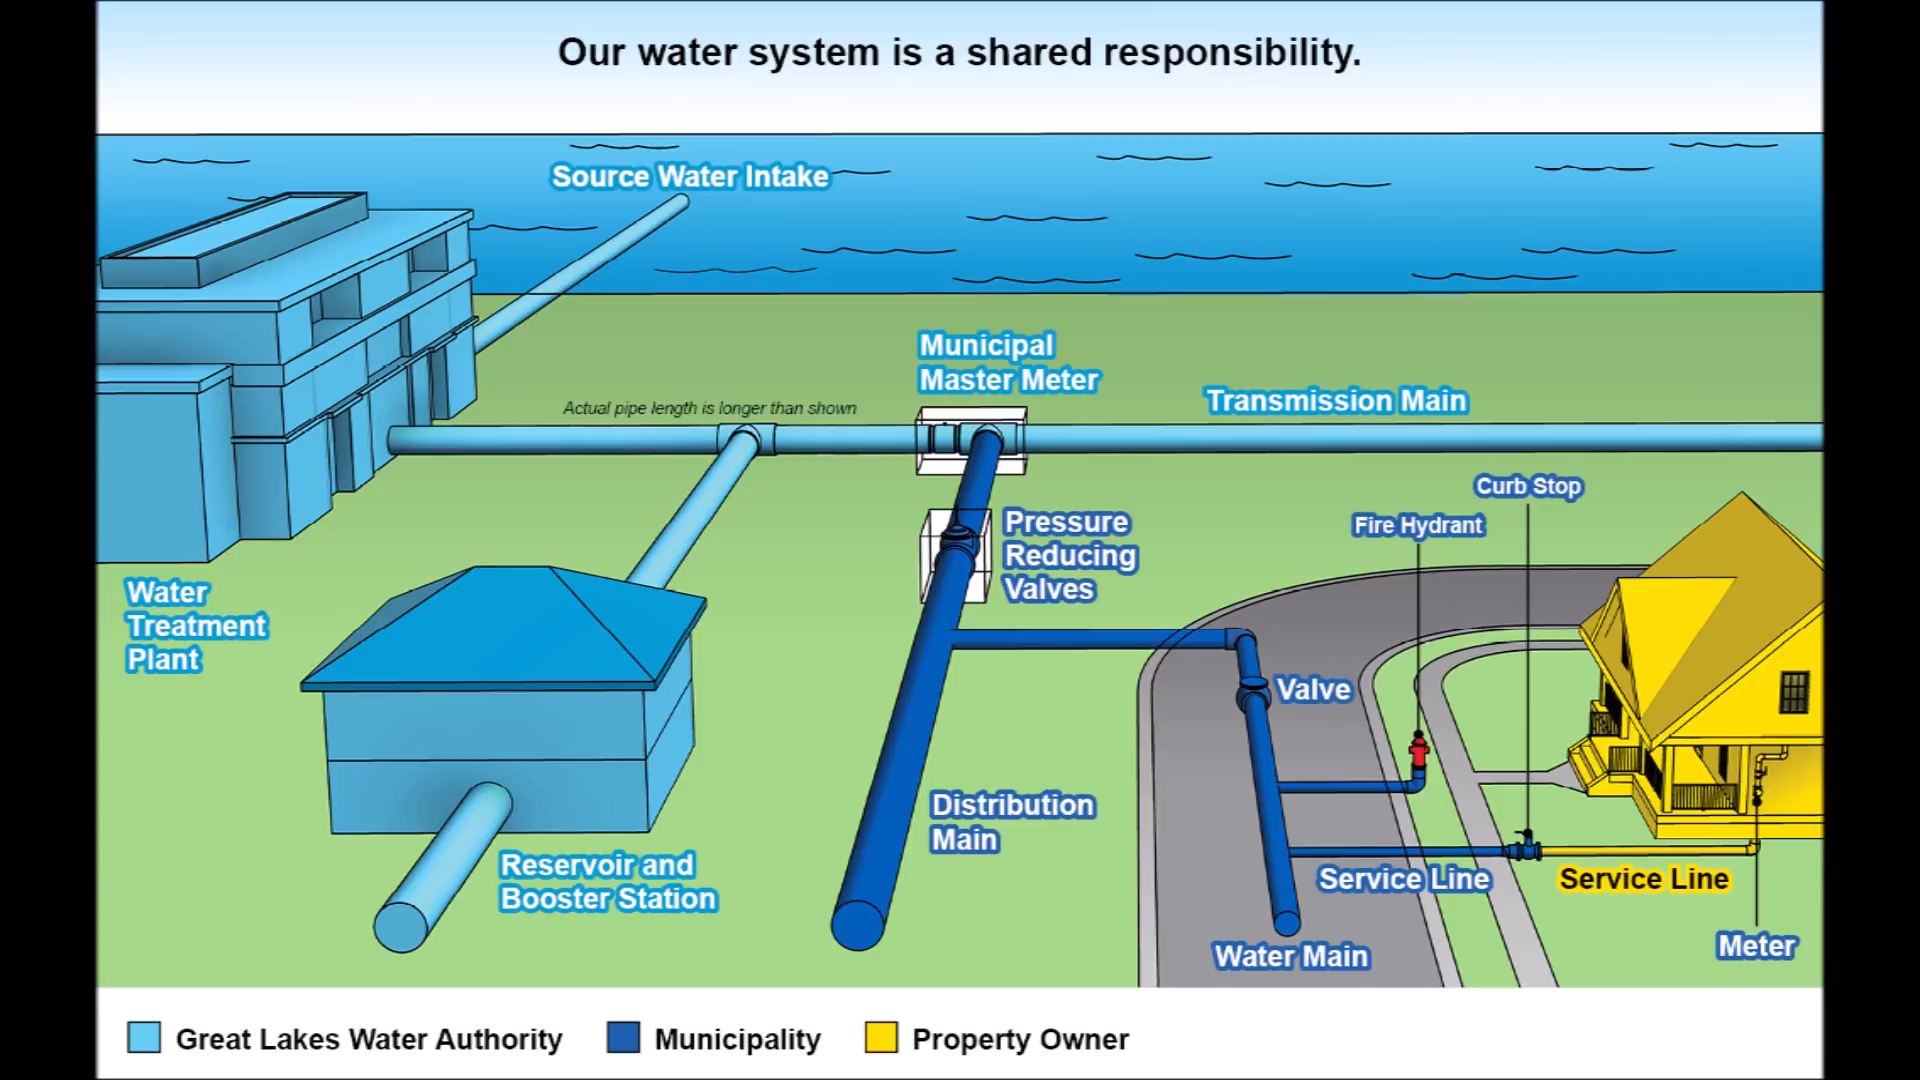 Our water system is a shared responsibility.
Source Water Intake
Municipal
Master Meter
Transmission Main
Actual pipe length is longer than shown
Curb Stop
Fire Hydrant
Pressure
Reducing
Valves
Water
Treatment
Plant
Valve
Distribution
Main
Reservoir and
Booster Station
Service Line
Service Line
Water Main
Meter
Great Lakes Water Authority
Municipality
Property Owner